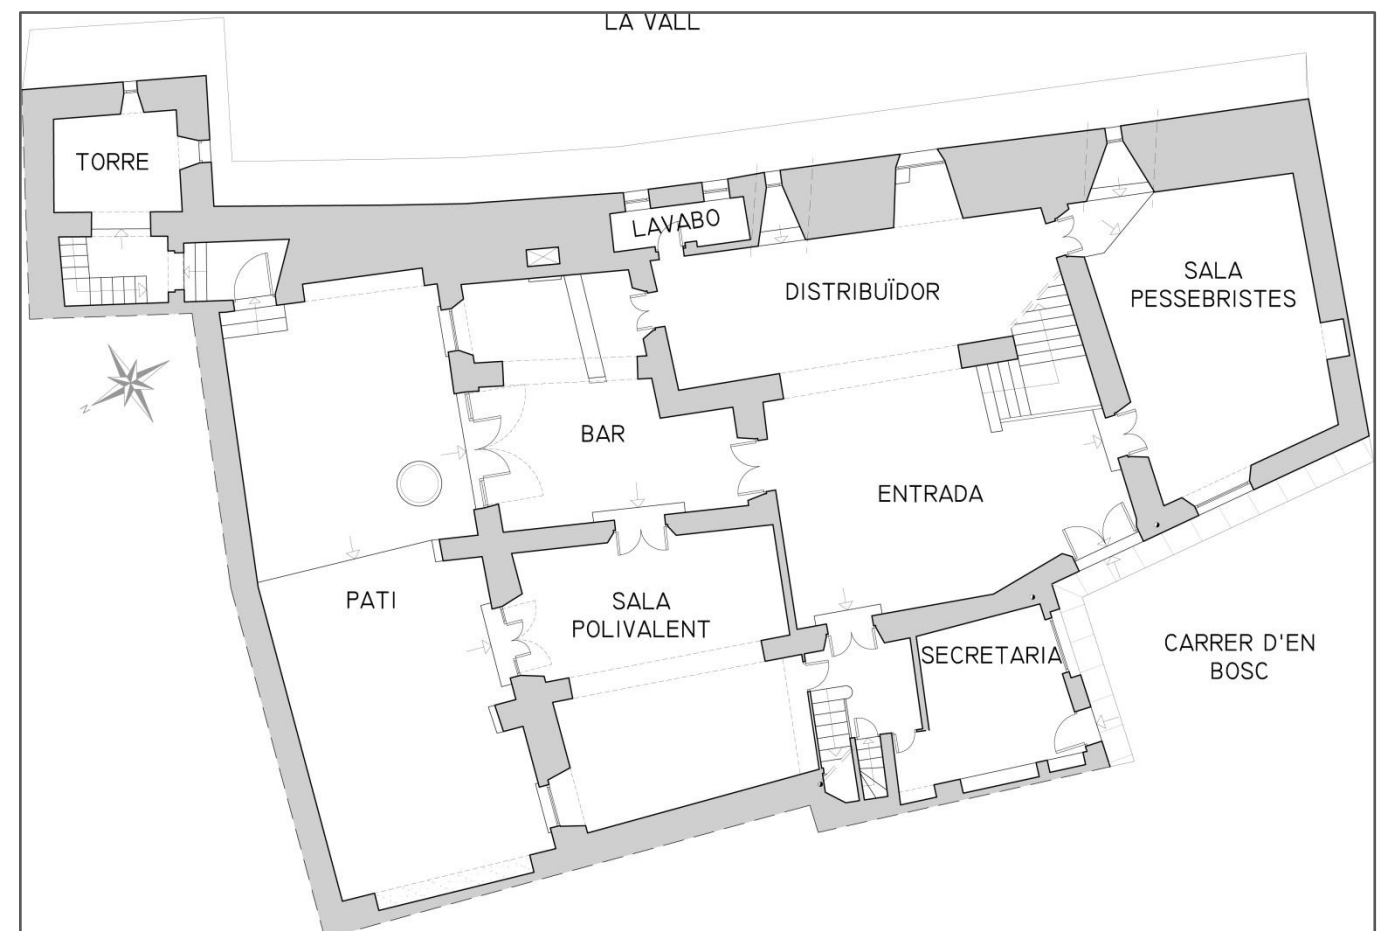 LA VALL
TORRE
LAVABO
DISTRIBUÏDOR
SALA
PESSEBRISTES
BAR
ENTRADA
PATI
SALA
POLIVALENT
SECRETARIA
CARRER D'EN
BOSC
N